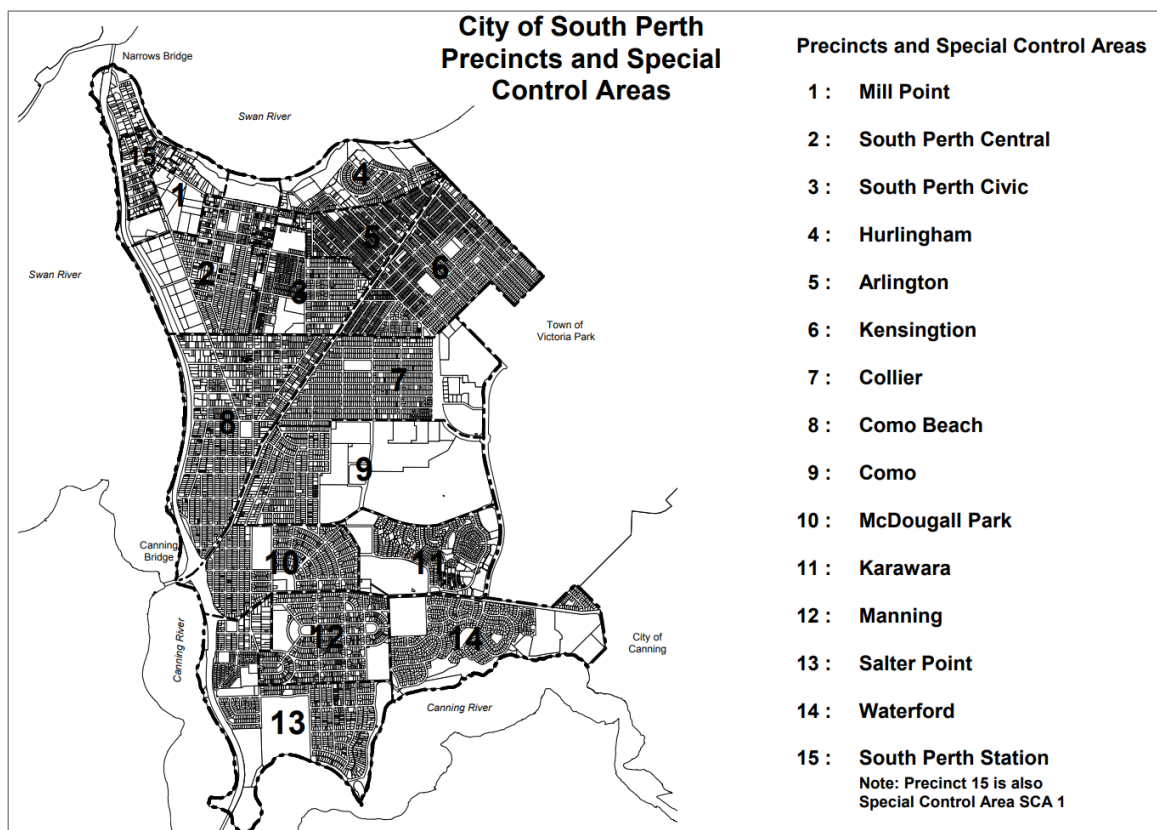 City of South Perth
Precincts and Special
Control Areas
Narrows Bridge
Swan River
Swan River
Town of
Victoria Park
Canning
Bridge
Canning River
Canning River
City of
Canning
15
1
4
5
2
3
6
7
8
9
10
11
12
14
13
Precincts and Special Control Areas
1 : Mill Point
2 : South Perth Central
3 : South Perth Civic
4 : Hurlingham
5 : Arlington
6 : Kensingtion
7 : Collier
8 : Como Beach
9 : Como
10 : McDougall Park
11 : Karawara
12 : Manning
13 : Salter Point
14 : Waterford
15 : South Perth Station
Note: Precinct 15 is also
Special Control Area SCA 1